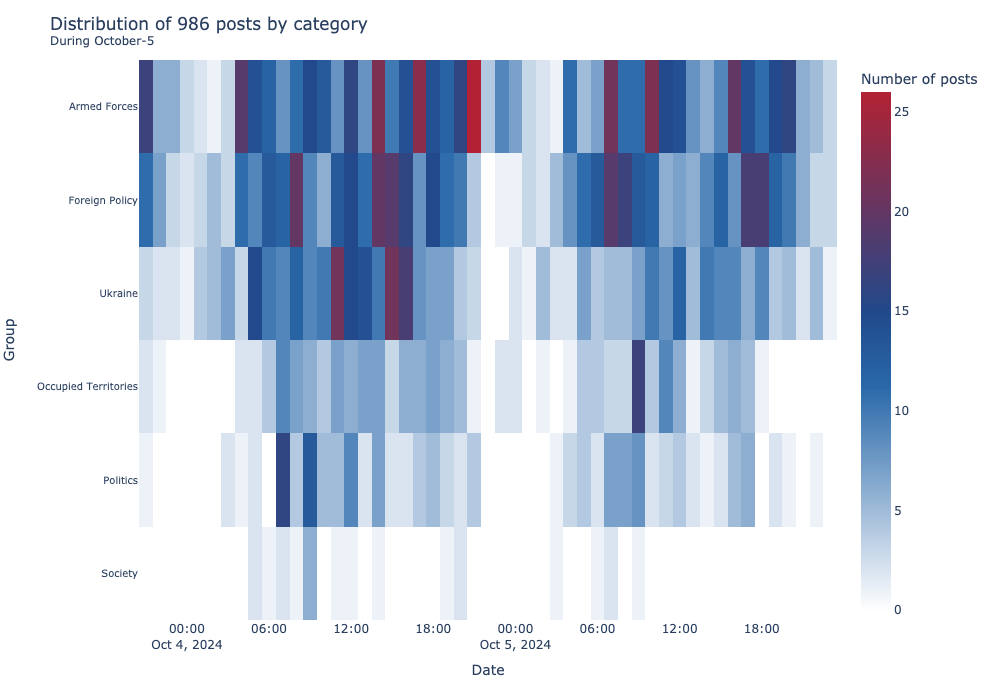 Distribution of 986 posts by category
During October-5
Number of posts
Armed Forces
Foreign Policy
Ukraine
Occupied Territories
Politics
Society
Group
25
20
15
10
5
0
00:00 06:00 12:00 18:00 00:00 06:00 12:00 18:00
Oct 4, 2024 Oct 5, 2024
Date